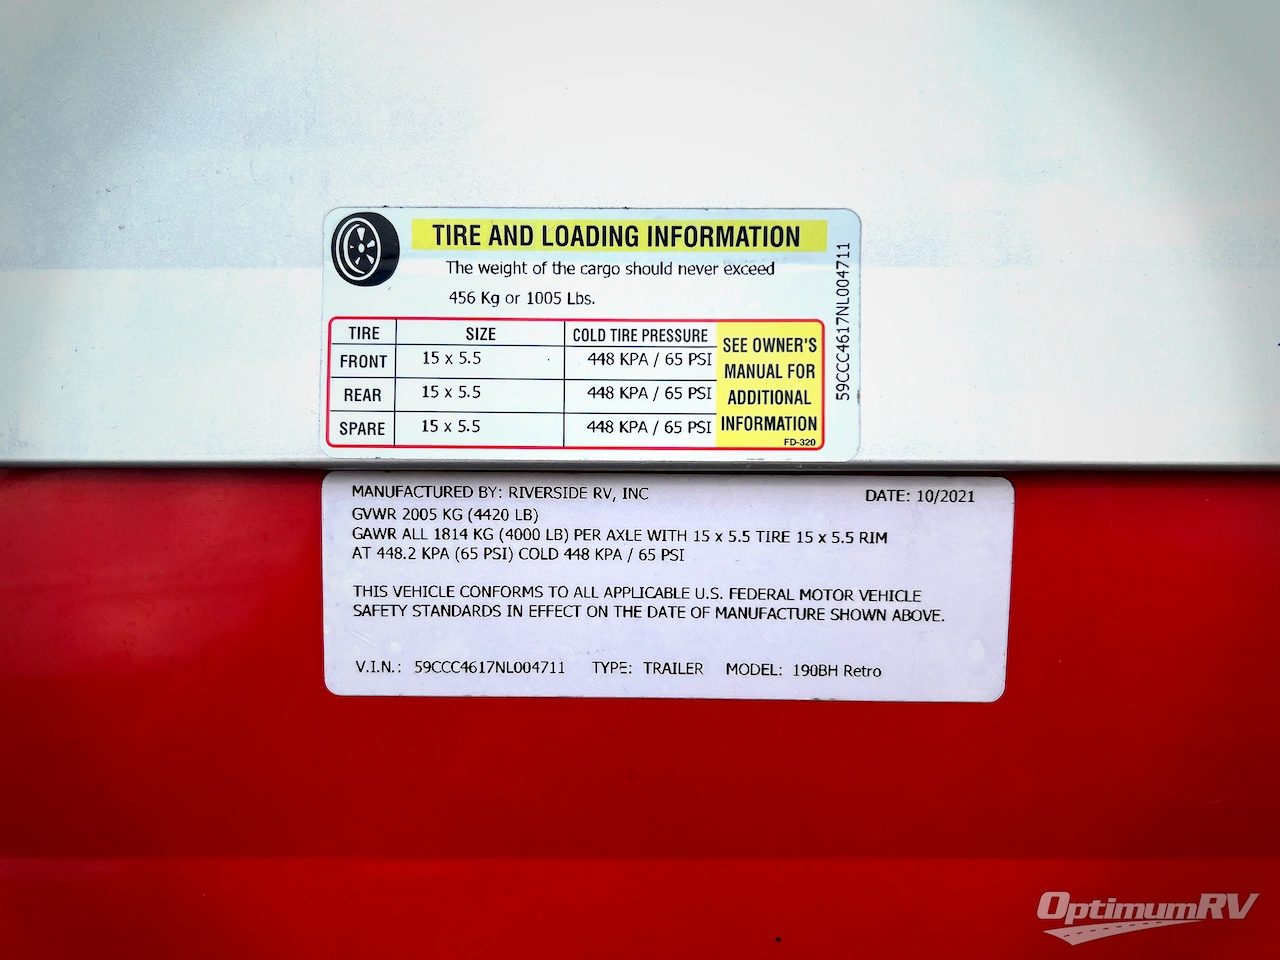 TIRE AND LOADING INFORMATION
The weight of the cargo should never exceed
456 Kg or 1005 Lbs.
TIRE SIZE COLD TIRE PRESSURE
FRONT 15 x 5.5 448 KPA / 65 PSI
REAR 15 x 5.5 448 KPA / 65 PSI
SPARE 15 x 5.5 448 KPA / 65 PSI
SEE OWNER'S
MANUAL FOR
ADDITIONAL
INFORMATION
FD-320
59CCC4617NL004711
MANUFACTURED BY: RIVERSIDE RV, INC DATE: 10/2021
GVWR 2005 KG (4420 LB)
GAWR ALL 1814 KG (4000 LB) PER AXLE WITH 15 x 5.5 TIRE 15 x 5.5 RIM
AT 448.2 KPA (65 PSI) COLD 448 KPA / 65 PSI
THIS VEHICLE CONFORMS TO ALL APPLICABLE U.S. FEDERAL MOTOR VEHICLE
SAFETY STANDARDS IN EFFECT ON THE DATE OF MANUFACTURE SHOWN ABOVE.
V.I.N.: 59CCC4617NL004711 TYPE: TRAILER MODEL: 190BH Retro
OptimumRV